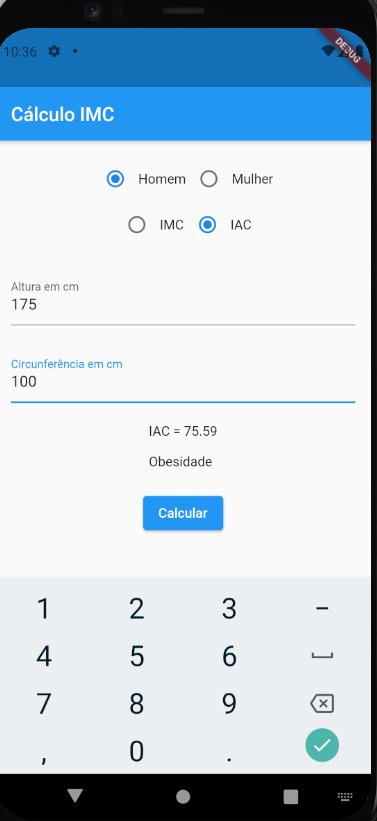 10:36
DEBUG
Cálculo IMC
Homem Mulher
IMC IAC
Altura em cm
175
Circunferência em cm
100
IAC = 75.59
Obesidade
Calcular
1 2 3 -
4 5 6
7 8 9
, 0 .